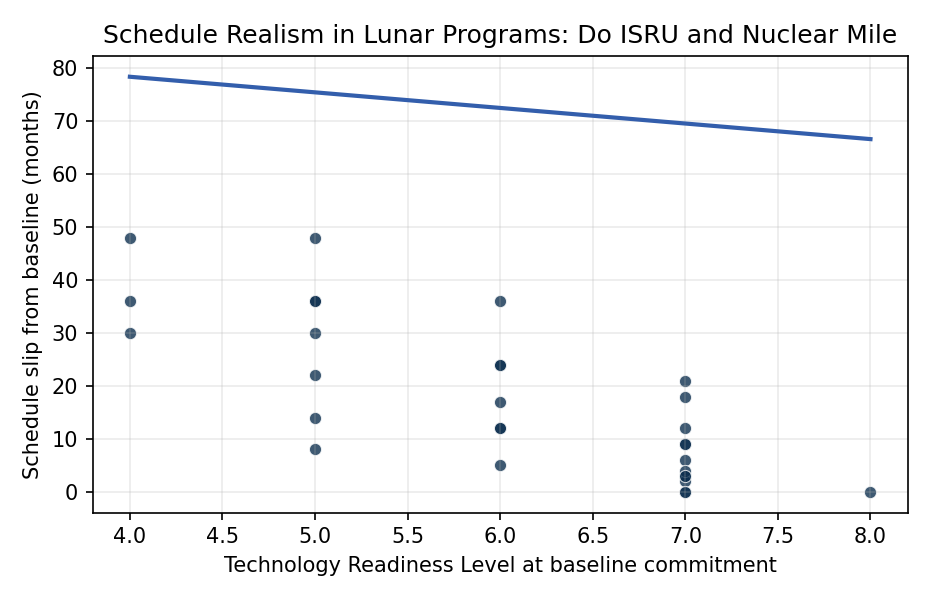 Schedule Realism in Lunar Programs: Do ISRU and Nuclear Mile
80
70
60
50
40
30
20
10
0
Schedule slip from baseline (months)
4.0 4.5 5.0 5.5 6.0 6.5 7.0 7.5 8.0
Technology Readiness Level at baseline commitment